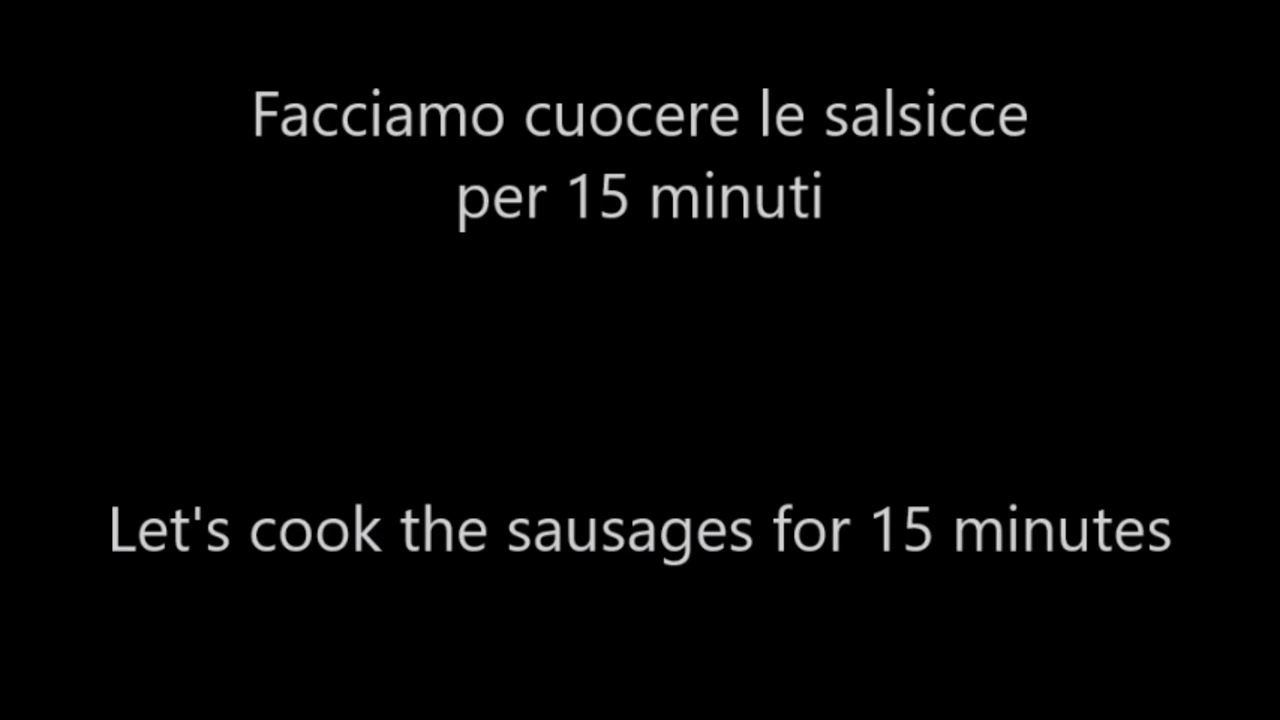 Facciamo cuocere le salsicce
per 15 minuti
Let's cook the sausages for 15 minutes